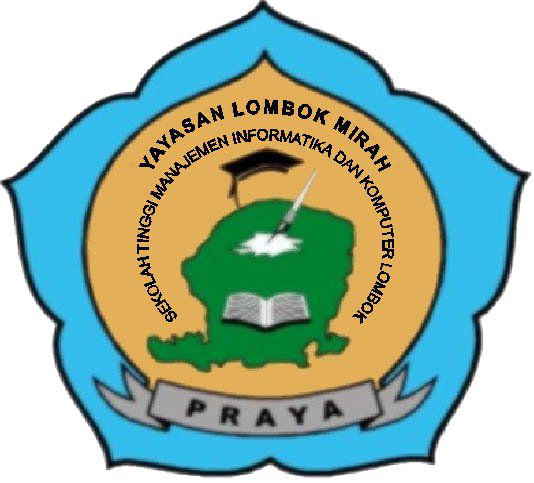 YAYASAN LOMBOK MIRAH
SEKOLAH TINGGI MANAJEMEN INFORMATIKA DAN KOMPUTER LOMBOK
PRAYA